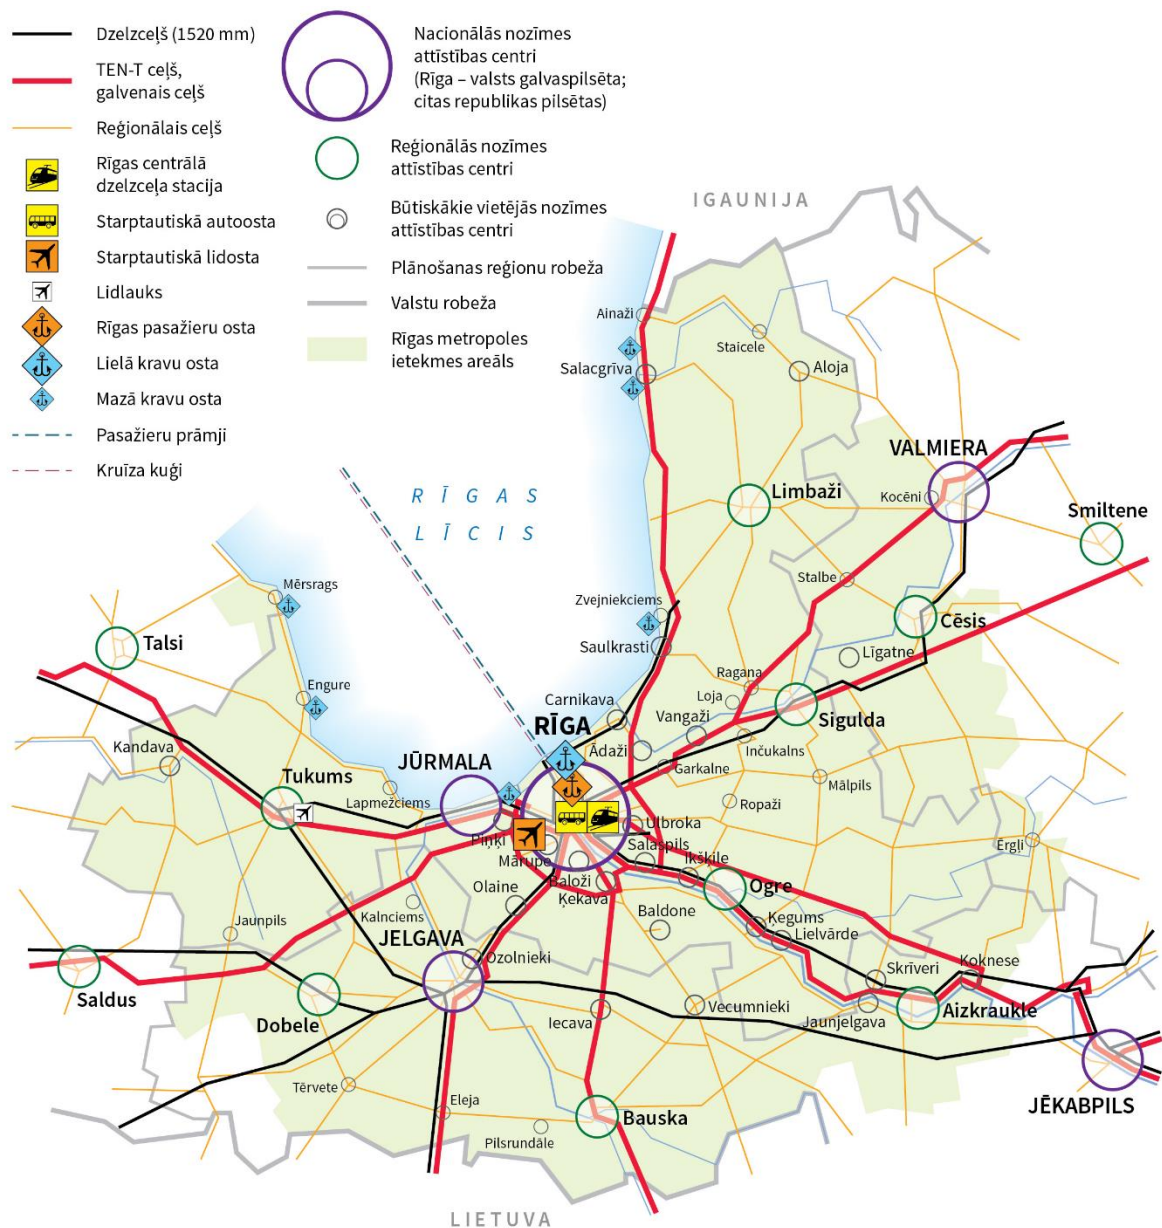 Dzelzceļš (1520 mm)
TEN-T ceļš,
galvenais ceļš
Reģionālais ceļš
Rīgas centrālā
dzelzceļa stacija
Starptautiskā autoosta
Starptautiskā lidosta
Lidlauks
Rīgas pasažieru osta
Lielā kravu osta
Mazā kravu osta
Pasažieru prāmji
Kruīza kuģi
Nacionālās nozīmes
attīstības centri
(Rīga – valsts galvaspilsēta;
citas republikas pilsētas)
Reģionālās nozīmes
attīstības centri
Būtiskākie vietējās nozīmes
attīstības centri
Plānošanas reģionu robeža
Valstu robeža
Rīgas metropoles
ietekmes areāls
IGAUNIJA
Ainaži
Staicele
Salacgrīva
Aloja
VALMIERA
Kocēni
RĪGAS
LĪCIS
Limbaži
Smiltene
Mērsrags
Stalbe
Zvejniekciems
Cēsis
Talsi
Saulkrasti
Līgatne
Engure
Ragana
Loja
Carnikava
Sigulda
Vangaži
RĪGA
Ādaži
Inčukalns
Kandava
JŪRMALA
Garkalne
Tukums
Mālpils
Lapmežciems
Ropaži
Ulbroka
Piņķi
Salaspils
Ērgļi
Mārupe
Ikšķile
Olaine
Baloži
Ogre
Ķekava
Kalnciems
Baldone
Ķegums
Jaunpils
Lielvārde
JELGAVA
Ozolnieki
Koknese
Skrīveri
Saldus
Vecumnieki
Jaunjelgava
Aizkraukle
Dobele
Iecava
Tērvete
Eleja
JĒKABPILS
Bauska
Pilsrundāle
LIETUVA